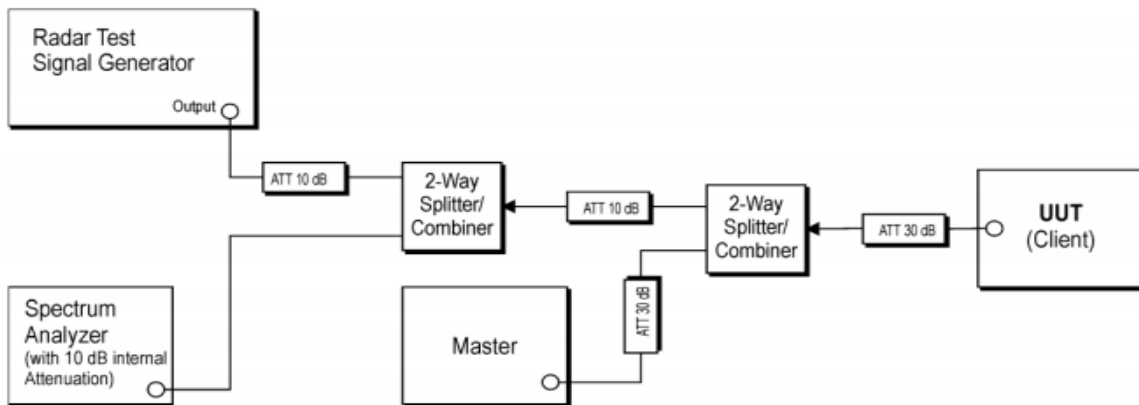 Radar Test
Signal Generator
Output
ATT 10 dB
2-Way
Splitter/
Combiner
ATT 10 dB
2-Way
Splitter/
Combiner
ATT 30 dB
UUT
(Client)
Spectrum
Analyzer
(with 10 dB internal
Attenuation)
Master
ATT 30 dB